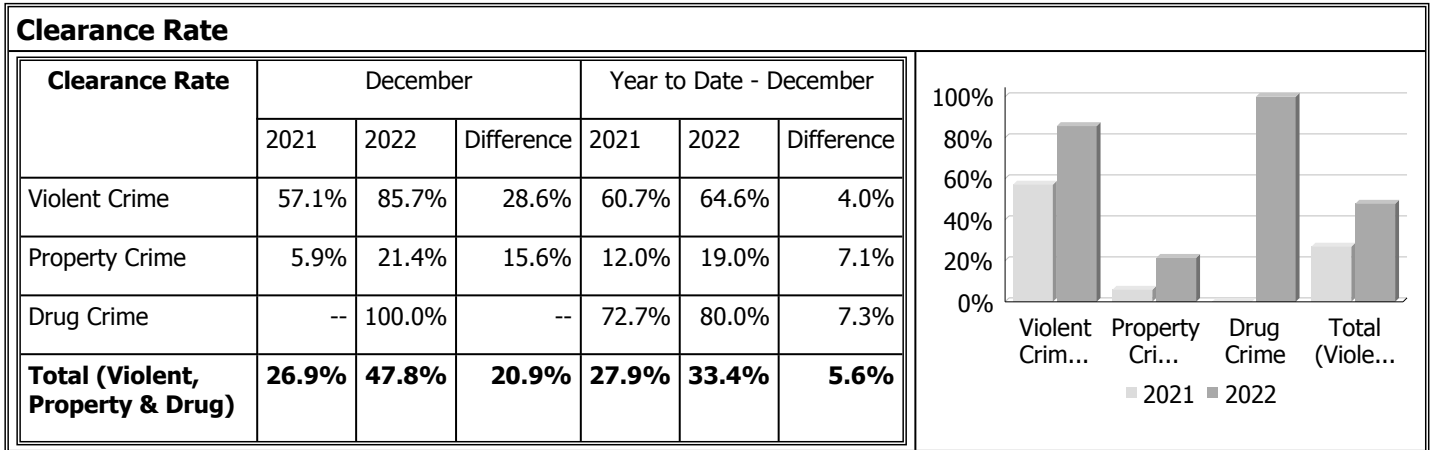 Clearance Rate
Clearance Rate December Year to Date - December
2021 2022 Difference 2021 2022 Difference
Violent Crime 57.1% 85.7% 28.6% 60.7% 64.6% 4.0%
Property Crime 5.9% 21.4% 15.6% 12.0% 19.0% 7.1%
Drug Crime -- 100.0% -- 72.7% 80.0% 7.3%
Total (Violent, 26.9% 47.8% 20.9% 27.9% 33.4% 5.6%
Property & Drug)
100%
80%
60%
40%
20%
0%
Violent Property Drug Total
Crim... Cri... Crime (Viole...
2021 2022